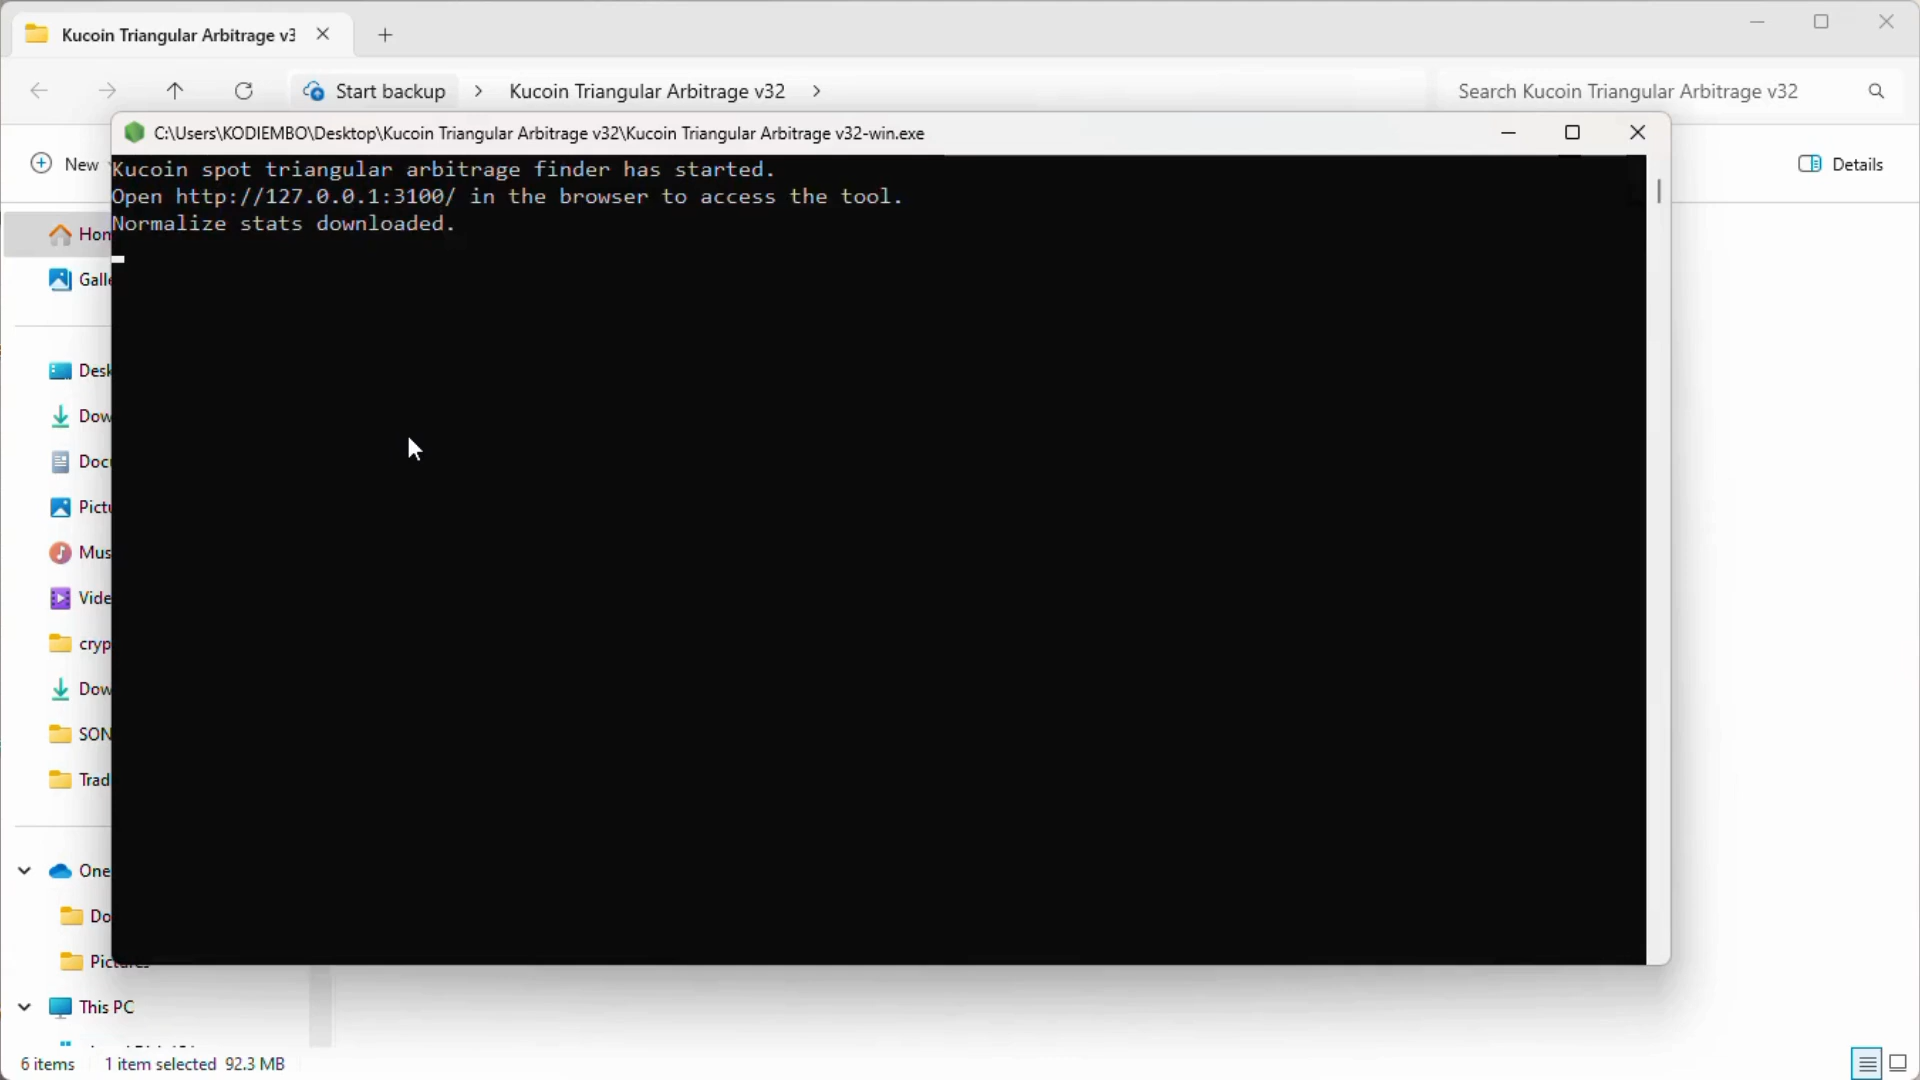 Kucoin Triangular Arbitrage v3
Start backup
Kucoin Triangular Arbitrage v32
Search Kucoin Triangular Arbitrage v32
C:\Users\KODIEMBO\Desktop\Kucoin Triangular Arbitrage v32\Kucoin Triangular Arbitrage v32-win.exe
New
Details
Kucoin spot triangular arbitrage finder has started.
Open http://127.0.0.1:3100/ in the browser to access the tool.
Normalize stats downloaded.
Hom
Galle
Desk
Dow
Docu
Pictu
Mus
Vide
cryp
Dow
SON
Trad
One
Do
Pictures
This PC
6 items
1 item selected 92.3 MB